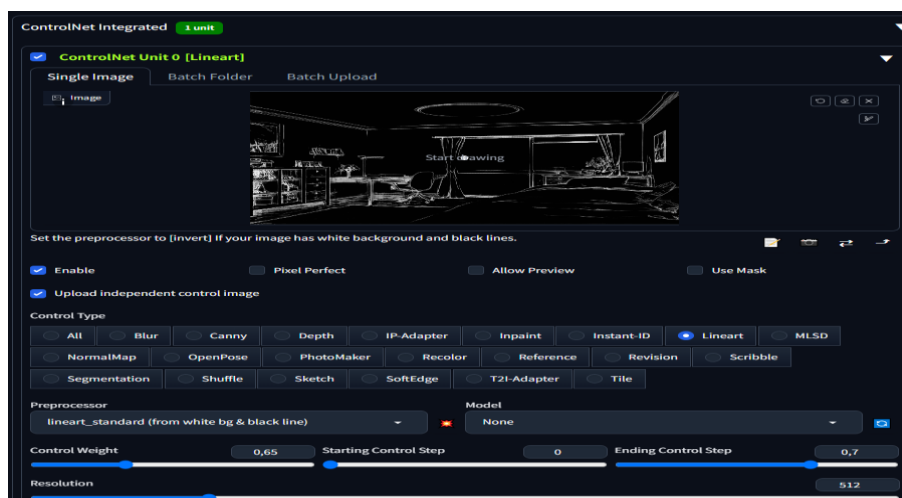 ControlNet Integrated 1 unit
ControlNet Unit 0 [Lineart]
Single Image Batch Folder Batch Upload
Image
Start drawing
Set the preprocessor to [invert] If your image has white background and black lines.
Enable Pixel Perfect Allow Preview Use Mask
Upload independent control image
Control Type
All Blur Canny Depth IP-Adapter Inpaint Instant-ID Lineart MLSD
NormalMap OpenPose PhotoMaker Recolor Reference Revision Scribble
Segmentation Shuffle Sketch SoftEdge T2I-Adapter Tile
Preprocessor Model
lineart_standard (from white bg & black line) None
Control Weight 0,65 Starting Control Step 0 Ending Control Step 0,7
Resolution 512